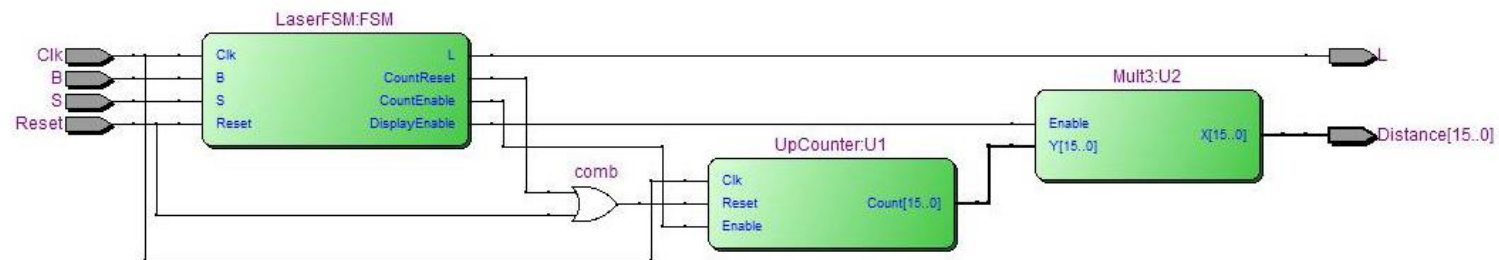 LaserFSM:FSM
Clk
B
S
Reset
Clk
B
S
Reset
L
CountReset
CountEnable
DisplayEnable
L
Mult3:U2
Enable
Y[15..0]
X[15..0]
Distance[15..0]
UpCounter:U1
comb
Clk
Reset
Enable
Count[15..0]